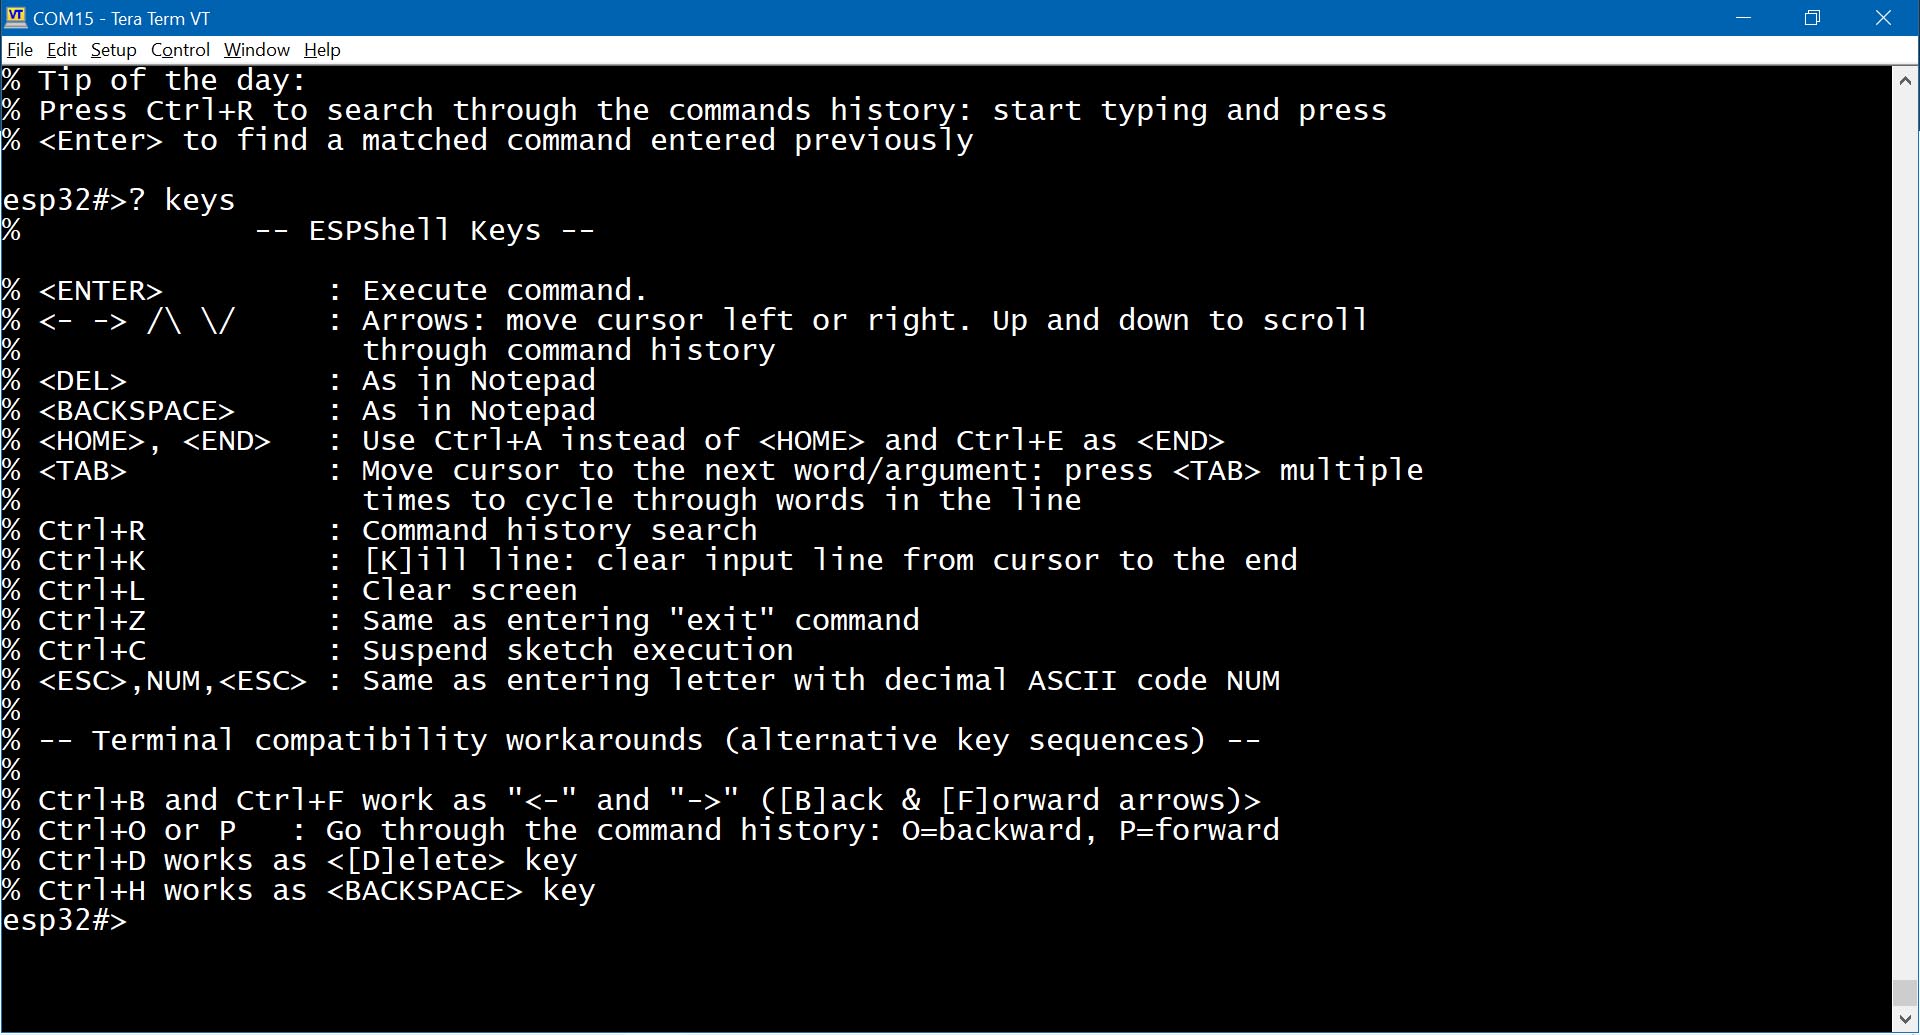 COM15 - Tera Term VT
File Edit Setup Control Window Help
% Tip of the day:
% Press Ctrl+R to search through the commands history: start typing and press
% <Enter> to find a matched command entered previously
esp32#>? keys
%             -- ESPShell Keys --
% <ENTER>         : Execute command.
% <- -> /\ \/     : Arrows: move cursor left or right. Up and down to scroll
%                   through command history
% <DEL>           : As in Notepad
% <BACKSPACE>     : As in Notepad
% <HOME>, <END>   : Use Ctrl+A instead of <HOME> and Ctrl+E as <END>
% <TAB>           : Move cursor to the next word/argument: press <TAB> multiple
%                   times to cycle through words in the line
% Ctrl+R          : Command history search
% Ctrl+K          : [K]ill line: clear input line from cursor to the end
% Ctrl+L          : Clear screen
% Ctrl+Z          : Same as entering "exit" command
% Ctrl+C          : Suspend sketch execution
% <ESC>,NUM,<ESC> : Same as entering letter with decimal ASCII code NUM
%
% -- Terminal compatibility workarounds (alternative key sequences) --
%
% Ctrl+B and Ctrl+F work as "<-" and "->" ([B]ack & [F]orward arrows)>
% Ctrl+O or P   : Go through the command history: O=backward, P=forward
% Ctrl+D works as <[D]elete> key
% Ctrl+H works as <BACKSPACE> key
esp32#>